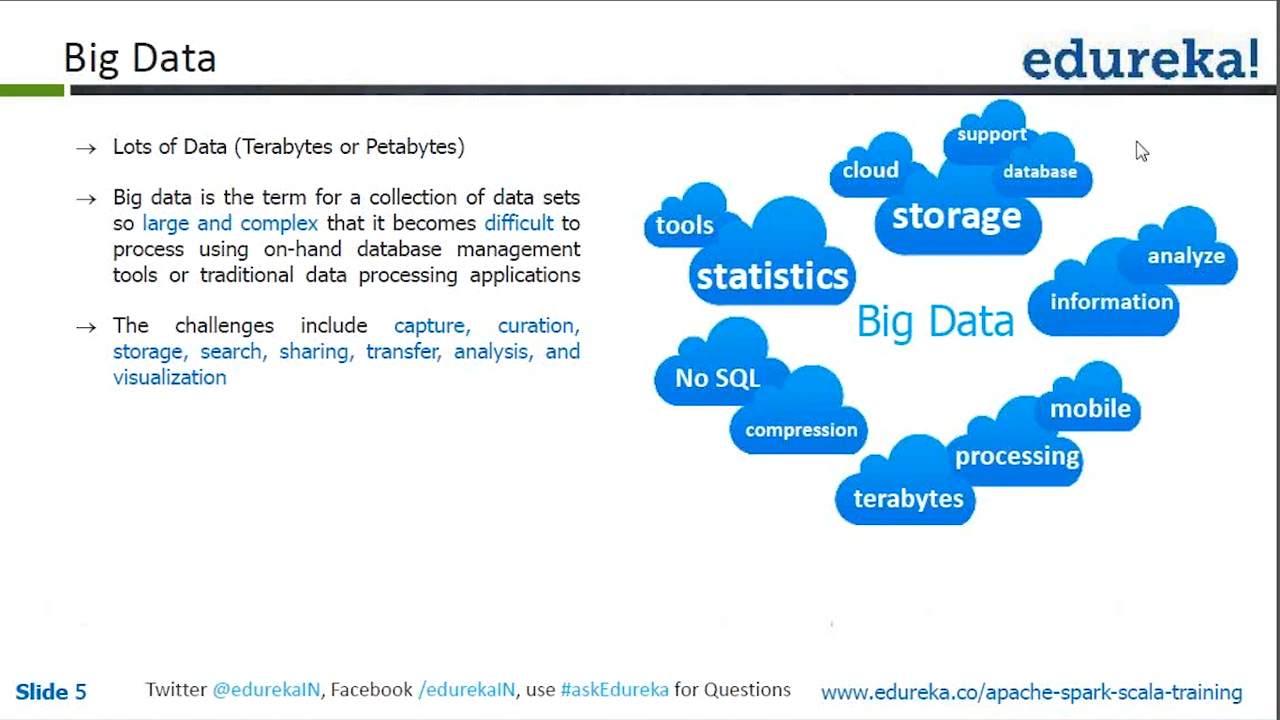 Big Data
edureka!
→ Lots of Data (Terabytes or Petabytes)
→ Big data is the term for a collection of data sets
so large and complex that it becomes difficult to
process using on-hand database management
tools or traditional data processing applications
→ The challenges include capture, curation,
storage, search, sharing, transfer, analysis, and
visualization
support
cloud
database
storage
tools
statistics
analyze
information
Big Data
No SQL
compression
mobile
processing
terabytes
Slide 5
Twitter @edurekaIN, Facebook /edurekaIN, use #askEdureka for Questions
www.edureka.co/apache-spark-scala-training